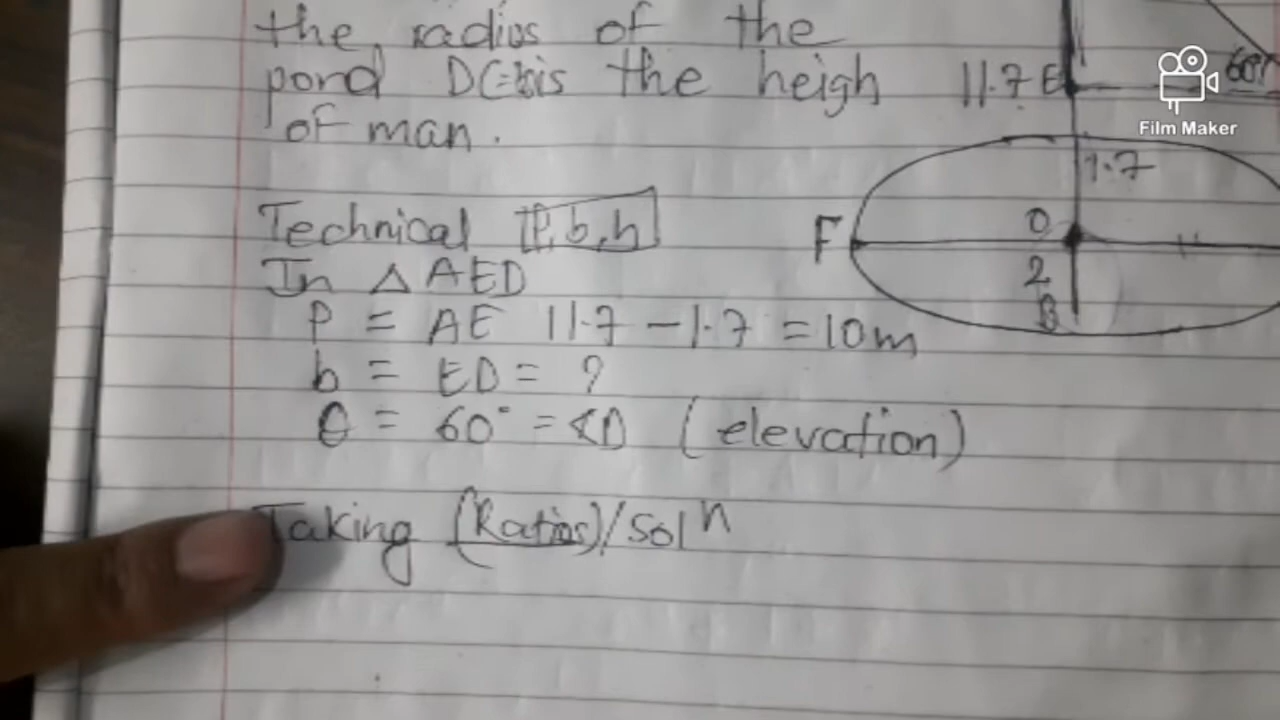 the radius of the
pond DC is the heigh
of man.
11.7 E
60°
Film Maker
1.7
F
O
2
B
Technical P, b, h
In △ AED
P = AE 11.7 - 1.7 = 10m
b = ED = ?
θ = 60° = ∢D (elevation)
Taking (Ratios)/Solⁿ